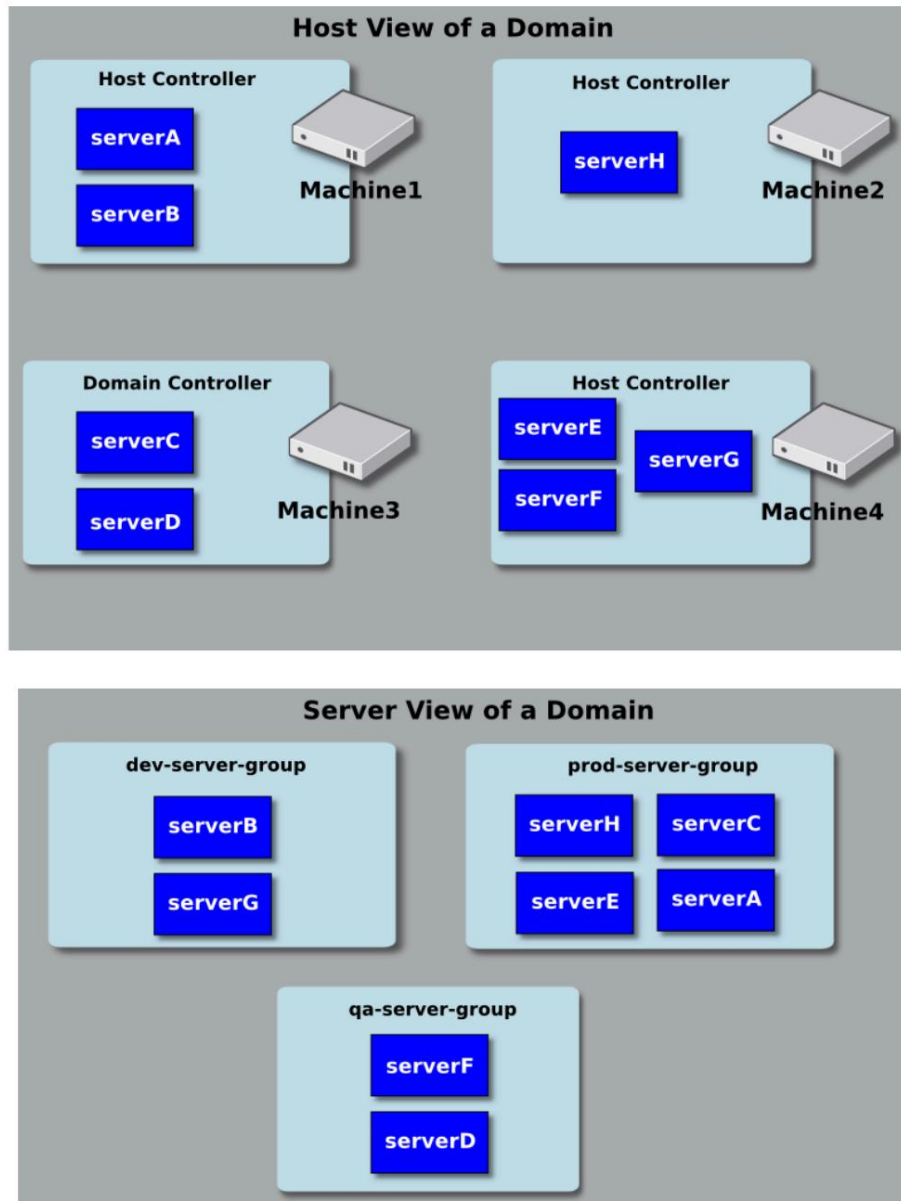 Host View of a Domain
Host Controller
serverA
serverB
Machine1
Host Controller
serverH
Machine2
Domain Controller
serverC
serverD
Machine3
Host Controller
serverE
serverF
serverG
Machine4
Server View of a Domain
dev-server-group
serverB
serverG
prod-server-group
serverH
serverC
serverE
serverA
qa-server-group
serverF
serverD